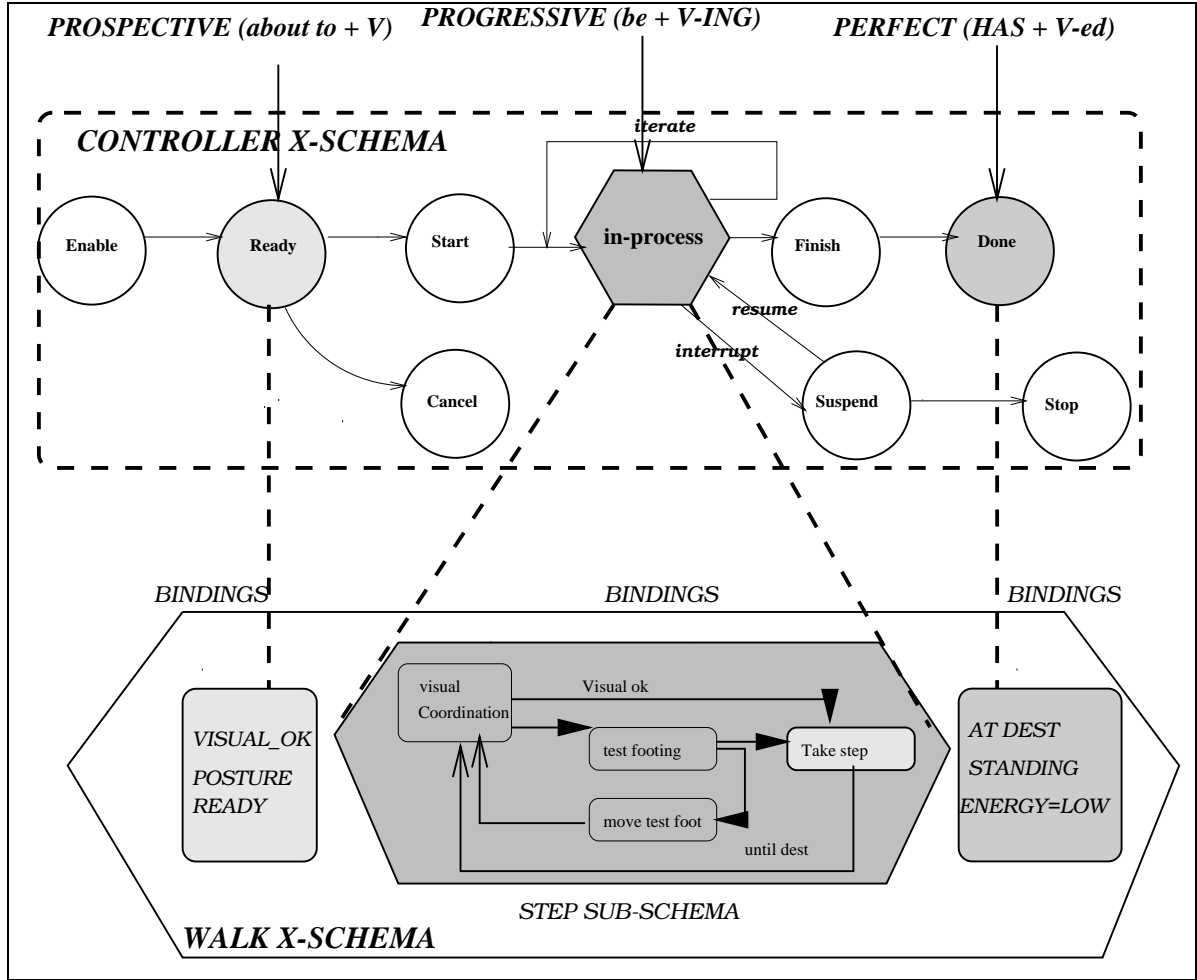 PROSPECTIVE (about to + V)
PROGRESSIVE (be + V-ING)
PERFECT (HAS + V-ed)
CONTROLLER X-SCHEMA
iterate
Enable
Ready
Start
in-process
Finish
Done
resume
interrupt
Cancel
Suspend
Stop
BINDINGS
BINDINGS
BINDINGS
VISUAL_OK
POSTURE
READY
visual
Coordination
Visual ok
test footing
Take step
move test foot
until dest
AT DEST
STANDING
ENERGY=LOW
STEP SUB-SCHEMA
WALK X-SCHEMA